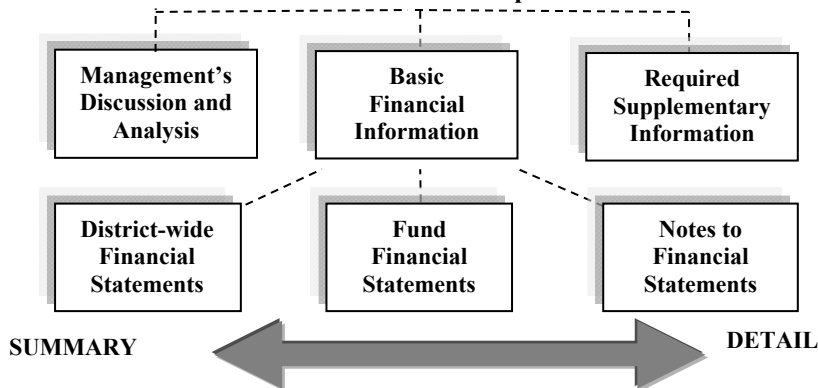 Management's
Discussion and
Analysis
Basic
Financial
Information
Required
Supplementary
Information
District-wide
Financial
Statements
Fund
Financial
Statements
Notes to
Financial
Statements
SUMMARY
DETAIL